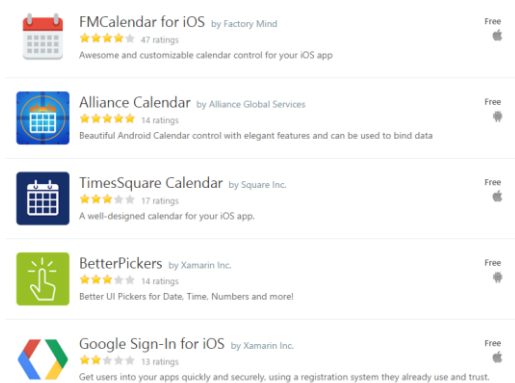 FMCalendar for iOS by Factory Mind Free
47 ratings
Awesome and customizable calendar control for your iOS app
Alliance Calendar by Alliance Global Services Free
14 ratings
Beautiful Android Calendar control with elegant features and can be used to bind data
TimesSquare Calendar by Square Inc. Free
17 ratings
A well-designed calendar for your iOS app.
BetterPickers by Xamarin Inc. Free
14 ratings
Better UI Pickers for Date, Time, Numbers and more!
Google Sign-In for iOS by Xamarin Inc. Free
13 ratings
Get users into your apps quickly and securely, using a registration system they already use and trust.